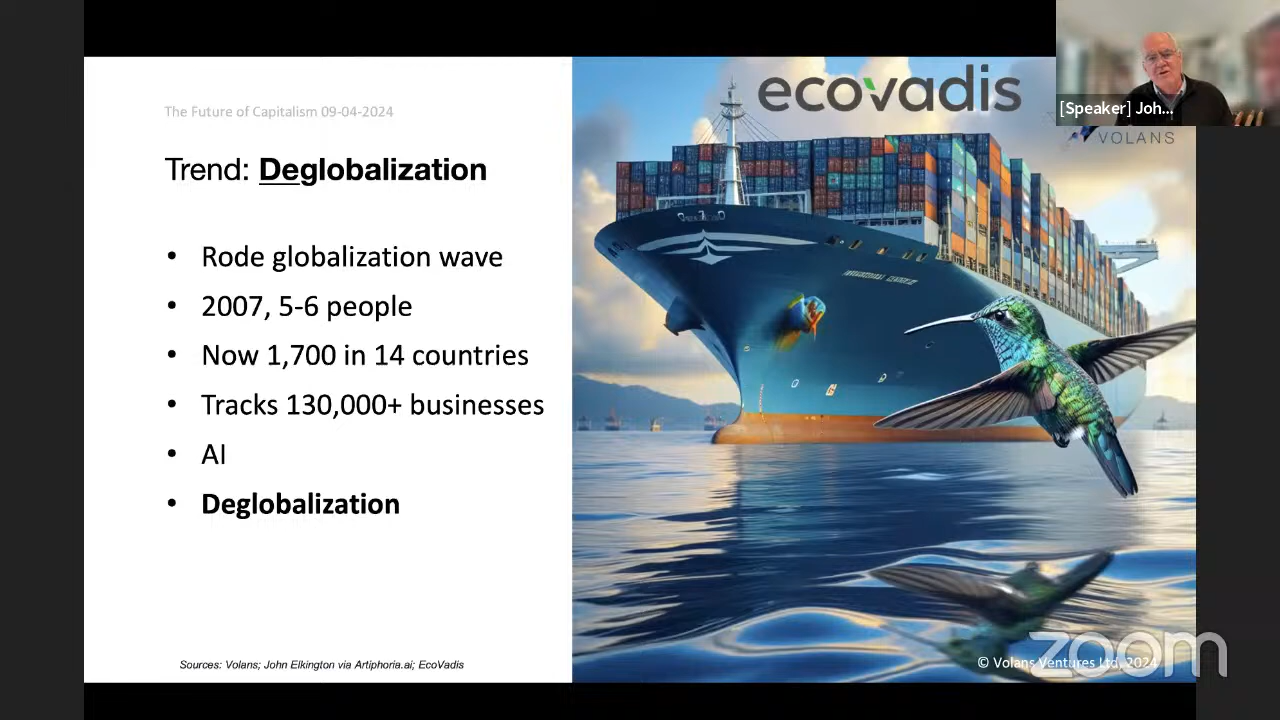 The Future of Capitalism 09-04-2024
Trend: Deglobalization
• Rode globalization wave
• 2007, 5-6 people
• Now 1,700 in 14 countries
• Tracks 130,000+ businesses
• AI
• Deglobalization
Sources: Volans; John Elkington via Artiphoria.ai; EcoVadis
ecovadis
[Speaker] Joh...
VOLANS
© Volans Ventures Ltd, 2024
zoom